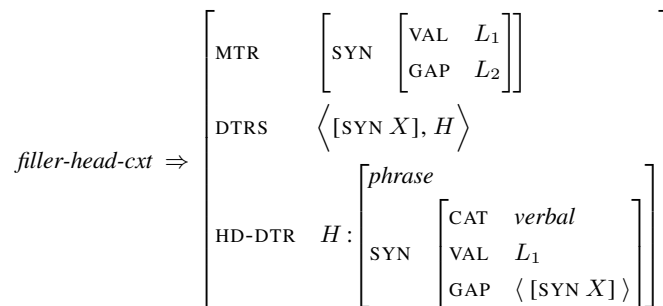 MTR [SYN [VAL L₁
GAP L₂]]
DTRS ⟨[SYN X], H⟩
filler-head-cxt ⇒
HD-DTR H : [phrase
SYN [CAT verbal
VAL L₁
GAP ⟨ [SYN X] ⟩]]